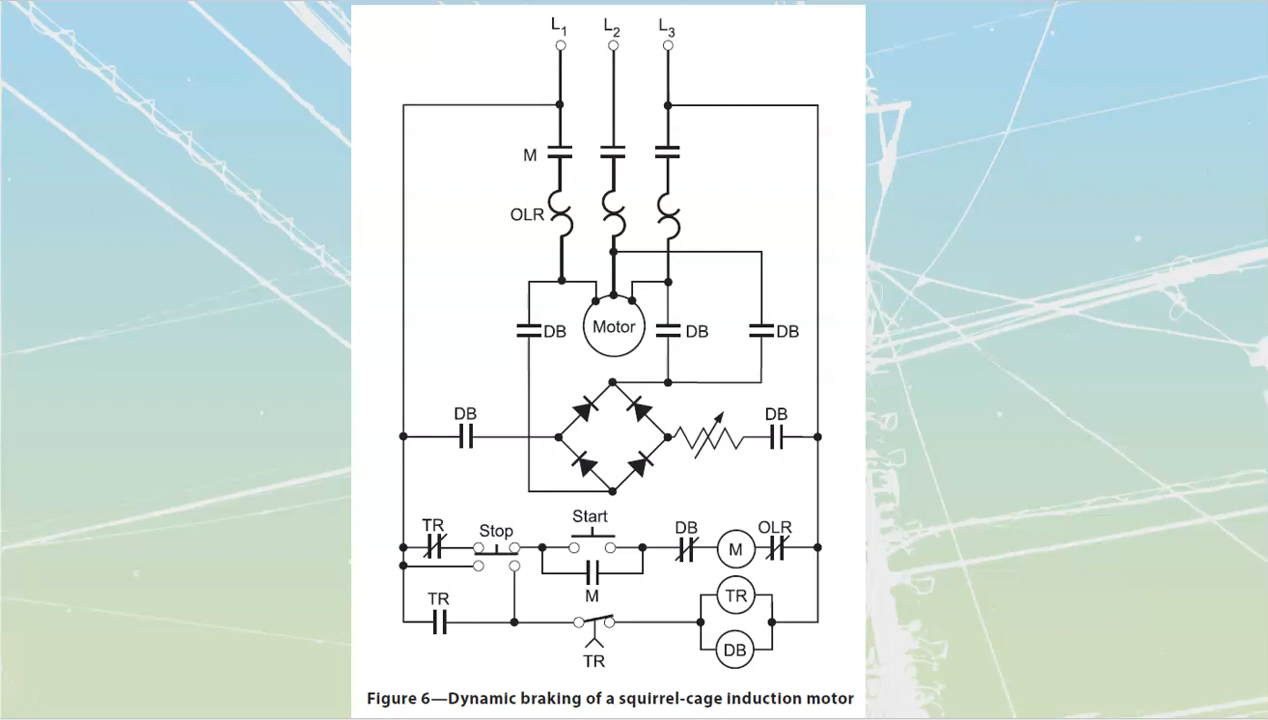 L1 L2 L3
M
OLR
DB Motor DB DB
DB DB
TR Stop Start DB M OLR
M
TR TR
TR DB
Figure 6—Dynamic braking of a squirrel-cage induction motor